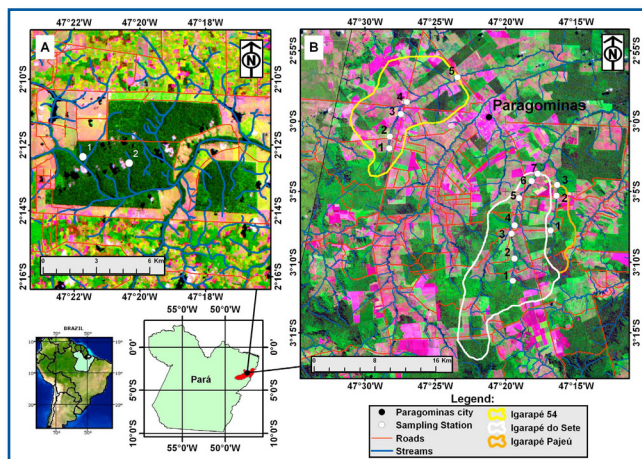 47°22'W 47°20'W 47°18'W
A
N
2°10'S
2°12'S
2°14'S
2°16'S
1
2
0 3 6
Km
47°22'W 47°20'W 47°18'W
47°30'W 47°25'W 47°20'W 47°15'W
B
N
2°55'S
3°0'S
3°5'S
3°10'S
3°15'S
5
4
3
2
1
Paragominas
7
6
5
4
3
2
1
3
2
1
0 8 16
Km
47°30'W 47°25'W 47°19'W 47°15'W
BRAZIL
55°0'W 50°0'W
0°0'
5°0'S
10°0'S
Pará
55°0'W 50°0'W
Legend:
Paragominas city
Sampling Station
Roads
Streams
Igarapé 54
Igarapé do Sete
Igarapé Pajeú